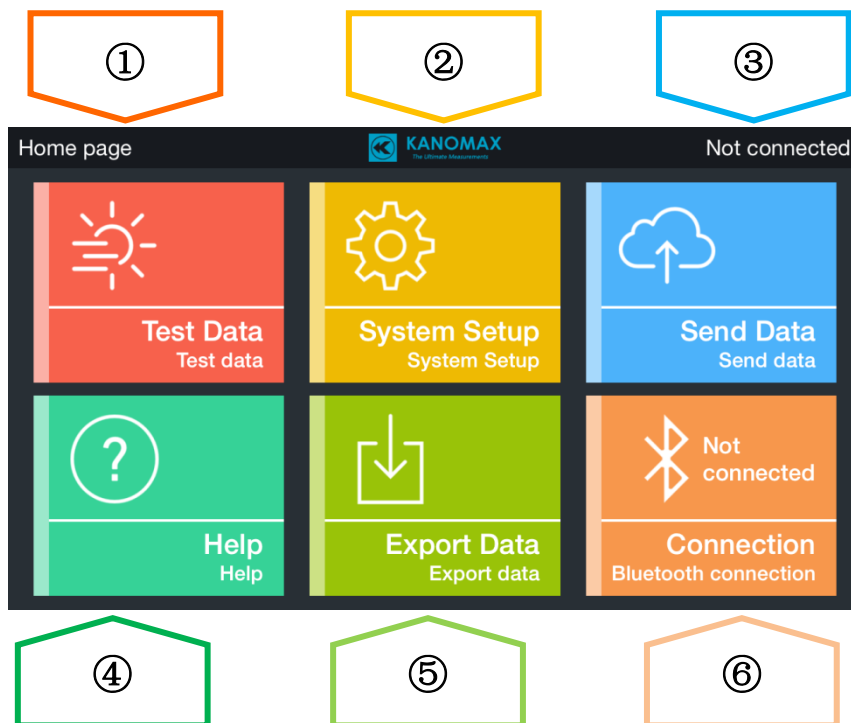 ① ② ③
Home page KANOMAX Not connected
The Ultimate Measurements
Test Data
Test data
System Setup
System Setup
Send Data
Send data
?
Help
Help
Export Data
Export data
Not
connected
Connection
Bluetooth connection
④ ⑤ ⑥